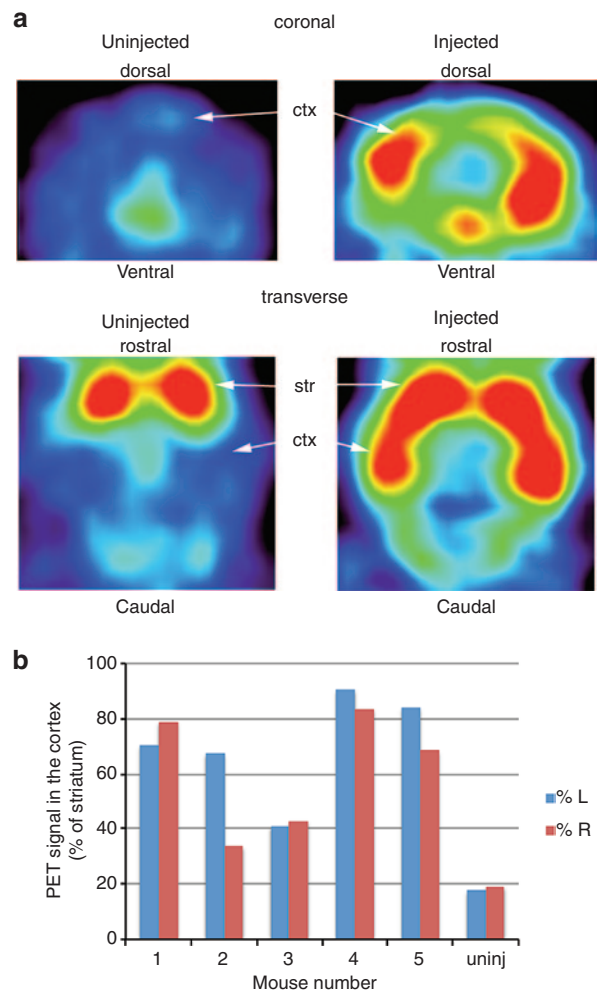 a
coronal
Uninjected
dorsal
Injected
dorsal
ctx
Ventral
Ventral
transverse
Uninjected
rostral
Injected
rostral
str
ctx
Caudal
Caudal
b
PET signal in the cortex
(% of striatum)
100
80
60
40
20
0
1 2 3 4 5 uninj
Mouse number
% L
% R